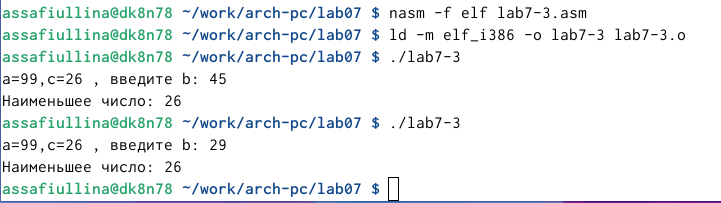 assafiullina@dk8n78 ~/work/arch-pc/lab07 $ nasm -f elf lab7-3.asm
assafiullina@dk8n78 ~/work/arch-pc/lab07 $ ld -m elf_i386 -o lab7-3 lab7-3.o
assafiullina@dk8n78 ~/work/arch-pc/lab07 $ ./lab7-3
a=99,c=26 , введите b: 45
Наименьшее число: 26
assafiullina@dk8n78 ~/work/arch-pc/lab07 $ ./lab7-3
a=99,c=26 , введите b: 29
Наименьшее число: 26
assafiullina@dk8n78 ~/work/arch-pc/lab07 $